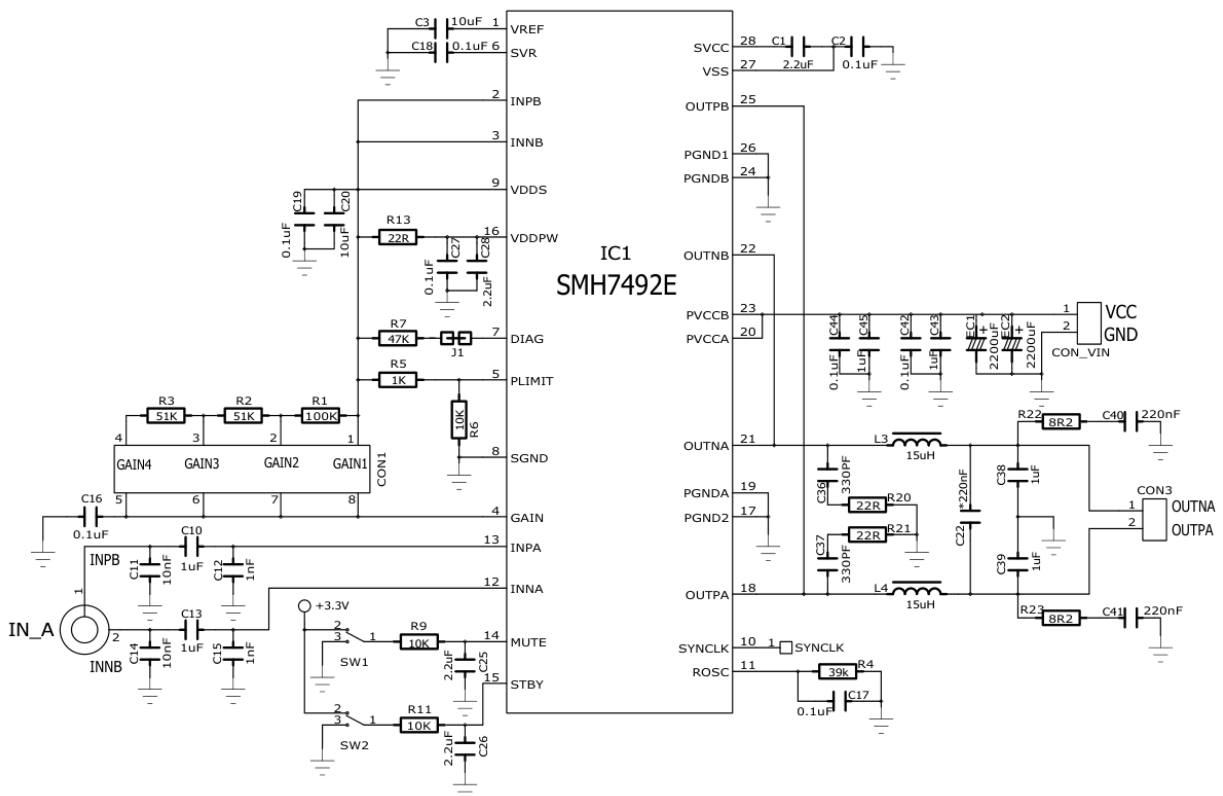 C3 10uF 1 VREF
C18 0.1uF 6 SVR
2 INPB
3 INNB
9 VDDS
C19 0.1uF
C20 10uF
R13 22R
16 VDDPW
C27 0.1uF
C28 2.2uF
R7 47K
J1
7 DIAG
R5 1K
5 PLIMIT
10K R6
8 SGND
R3 51K
R2 51K
R1 100K
4 3 2 1
GAIN4 GAIN3 GAIN2 GAIN1
CON1
5 6 7 8
C16 0.1uF
4 GAIN
C10 1uF
13 INPA
INPB
C11 10nF
C12 1nF
12 INNA
1
IN_A
2
INNB
C13 1uF
C14 10nF
C15 1nF
+3.3V
2
3
1
SW1
R9 10K
14 MUTE
2.2uF C25
15 STBY
2
3
1
SW2
R11 10K
2.2uF C26
IC1
SMH7492E
SVCC 28
C1 2.2uF
C2 0.1uF
VSS 27
OUTPB 25
PGND1 26
PGNDB 24
OUTNB 22
PVCCB 23
PVCCA 20
C44 0.1uF
C45 1uF
C42 0.1uF
C43 1uF
EC1 + 2200uF
EC2 + 2200uF
1 VCC
2 GND
CON_VIN
OUTNA 21
L3 15uH
R22 8R2
C40 220nF
330PF C36
R20 22R
C38 1uF
PGNDA 19
PGND2 17
R21 22R
C37 330PF
*220nF C22
C39 1uF
CON3
1 OUTNA
2 OUTPA
OUTPA 18
L4 15uH
R23 8R2
C41 220nF
SYNCLK 10
1 SYNCLK
ROSC 11
R4 39k
0.1uF C17